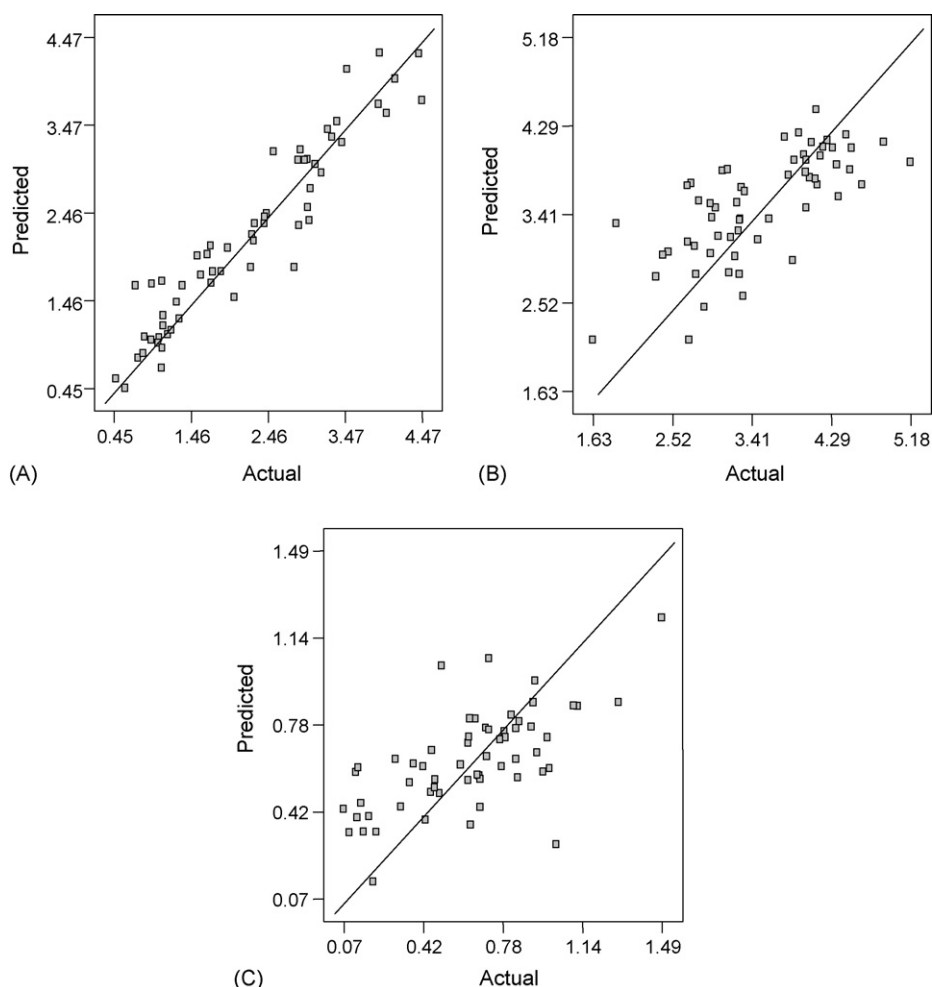 4.47
3.47
2.46
1.46
0.45
Predicted
0.45 1.46 2.46 3.47 4.47
(A) Actual
5.18
4.29
3.41
2.52
1.63
Predicted
1.63 2.52 3.41 4.29 5.18
(B) Actual
1.49
1.14
0.78
0.42
0.07
Predicted
0.07 0.42 0.78 1.14 1.49
(C) Actual